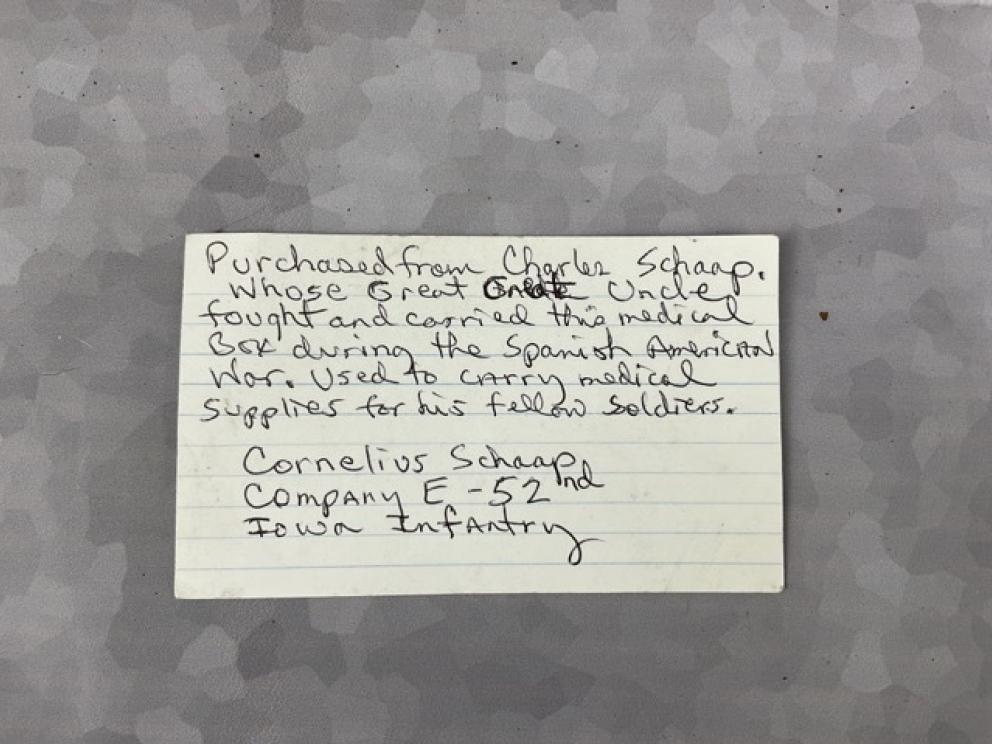 Purchased from Charles Schaap.
Whose Great Great Uncle
fought and carried this medical
Box during the Spanish American
War. Used to carry medical
supplies for his fellow soldiers.
Cornelius Schaap
Company E - 52nd
Iowa Infantry